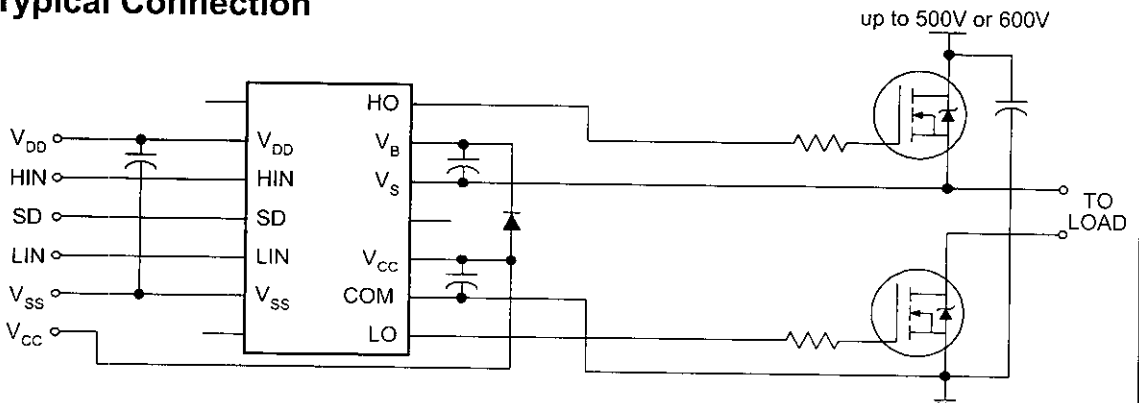 Typical Connection
up to 500V or 600V
HO
V_DD
V_DD
V_B
HIN
HIN
V_S
SD
SD
TO
LOAD
LIN
LIN
V_CC
V_SS
V_SS
COM
V_CC
LO